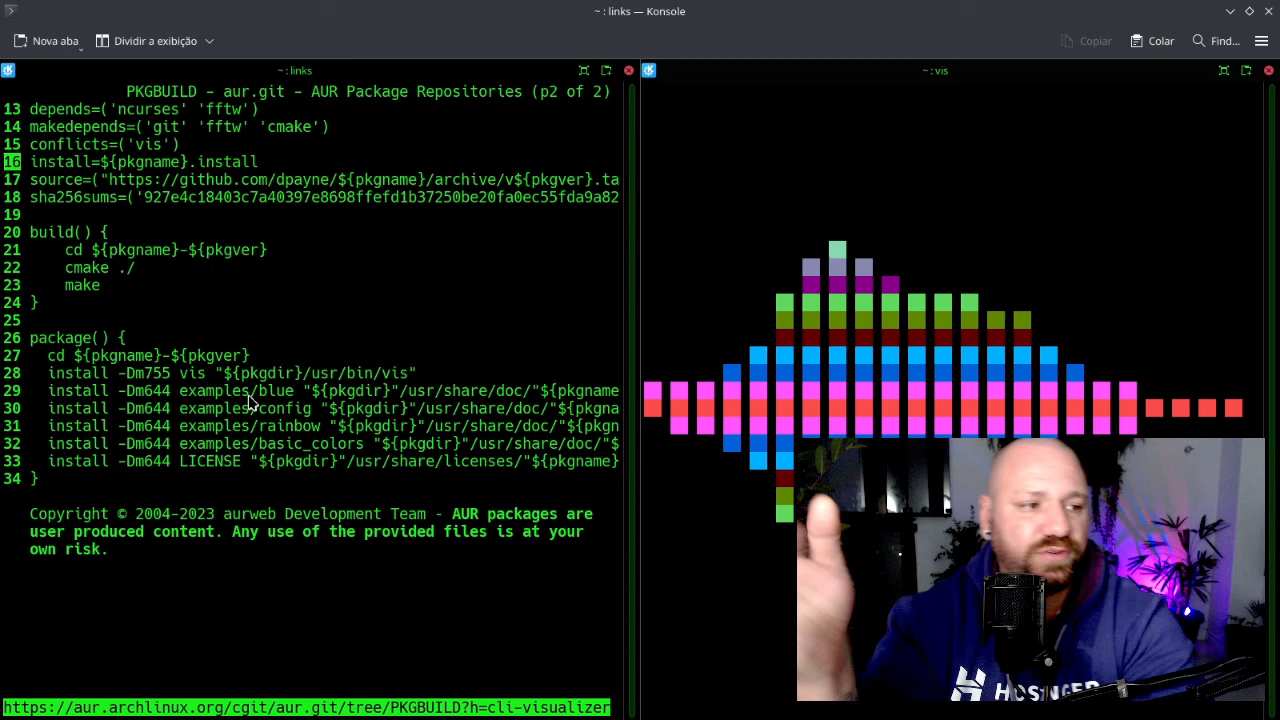 ~ : links — Konsole
Nova aba
Dividir a exibição
Copiar
Colar
Find...
~ : links
~ : vis
PKGBUILD - aur.git - AUR Package Repositories (p2 of 2)
13 depends=('ncurses' 'fftw')
14 makedepends=('git' 'fftw' 'cmake')
15 conflicts=('vis')
16 install=${pkgname}.install
17 source=("https://github.com/dpayne/${pkgname}/archive/v${pkgver}.ta
18 sha256sums=('927e4c18403c7a40397e8698ffefd1b37250be20fa0ec55fda9a82
19
20 build() {
21     cd ${pkgname}-${pkgver}
22     cmake ./
23     make
24 }
25
26 package() {
27   cd ${pkgname}-${pkgver}
28   install -Dm755 vis "${pkgdir}/usr/bin/vis"
29   install -Dm644 examples/blue "${pkgdir}"/usr/share/doc/"${pkgname
30   install -Dm644 examples/config "${pkgdir}"/usr/share/doc/"${pkgna
31   install -Dm644 examples/rainbow "${pkgdir}"/usr/share/doc/"${pkgn
32   install -Dm644 examples/basic_colors "${pkgdir}"/usr/share/doc/"$
33   install -Dm644 LICENSE "${pkgdir}"/usr/share/licenses/"${pkgname}
34 }
Copyright © 2004-2023 aurweb Development Team - AUR packages are
user produced content. Any use of the provided files is at your
own risk.
https://aur.archlinux.org/cgit/aur.git/tree/PKGBUILD?h=cli-visualizer